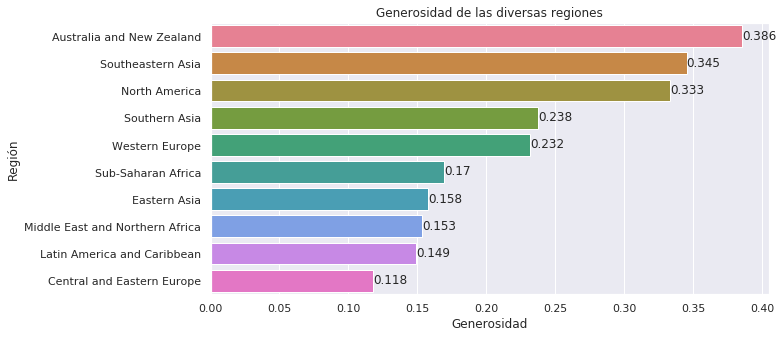 Generosidad de las diversas regiones
Región
Australia and New Zealand 0.386
Southeastern Asia 0.345
North America 0.333
Southern Asia 0.238
Western Europe 0.232
Sub-Saharan Africa 0.17
Eastern Asia 0.158
Middle East and Northern Africa 0.153
Latin America and Caribbean 0.149
Central and Eastern Europe 0.118
0.00 0.05 0.10 0.15 0.20 0.25 0.30 0.35 0.40
Generosidad